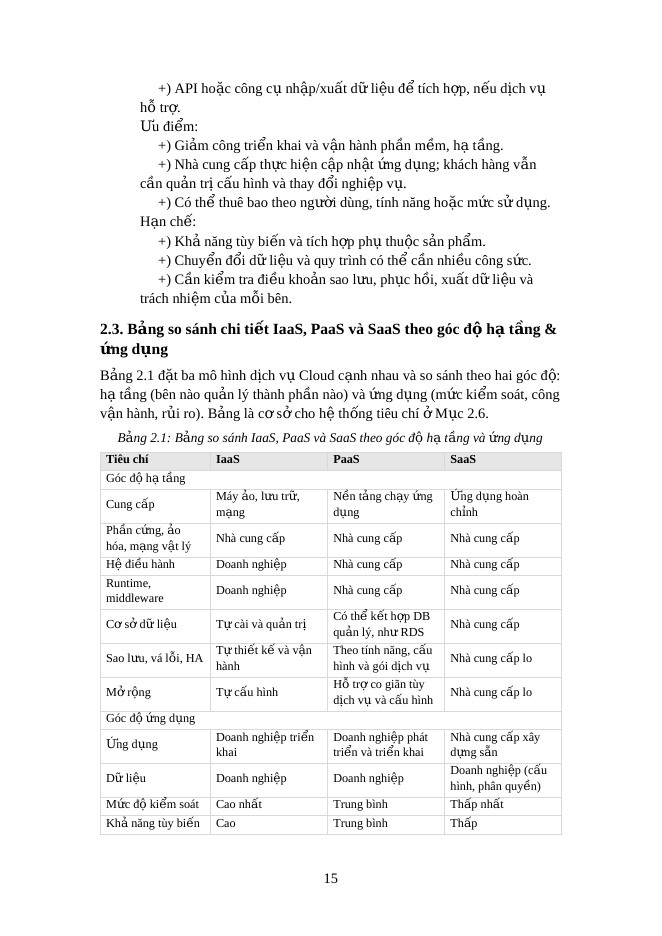 +) API hoặc công cụ nhập/xuất dữ liệu để tích hợp, nếu dịch vụ
hỗ trợ.
Ưu điểm:
+) Giảm công triển khai và vận hành phần mềm, hạ tầng.
+) Nhà cung cấp thực hiện cập nhật ứng dụng; khách hàng vẫn
cần quản trị cấu hình và thay đổi nghiệp vụ.
+) Có thể thuê bao theo người dùng, tính năng hoặc mức sử dụng.
Hạn chế:
+) Khả năng tùy biến và tích hợp phụ thuộc sản phẩm.
+) Chuyển đổi dữ liệu và quy trình có thể cần nhiều công sức.
+) Cần kiểm tra điều khoản sao lưu, phục hồi, xuất dữ liệu và
trách nhiệm của mỗi bên.
2.3. Bảng so sánh chi tiết IaaS, PaaS và SaaS theo góc độ hạ tầng &
ứng dụng
Bảng 2.1 đặt ba mô hình dịch vụ Cloud cạnh nhau và so sánh theo hai góc độ:
hạ tầng (bên nào quản lý thành phần nào) và ứng dụng (mức kiểm soát, công
vận hành, rủi ro). Bảng là cơ sở cho hệ thống tiêu chí ở Mục 2.6.
Bảng 2.1: Bảng so sánh IaaS, PaaS và SaaS theo góc độ hạ tầng và ứng dụng
Tiêu chí IaaS PaaS SaaS
Góc độ hạ tầng
Cung cấp Máy ảo, lưu trữ, mạng Nền tảng chạy ứng dụng Ứng dụng hoàn chỉnh
Phần cứng, ảo hóa, mạng vật lý Nhà cung cấp Nhà cung cấp Nhà cung cấp
Hệ điều hành Doanh nghiệp Nhà cung cấp Nhà cung cấp
Runtime, middleware Doanh nghiệp Nhà cung cấp Nhà cung cấp
Cơ sở dữ liệu Tự cài và quản trị Có thể kết hợp DB quản lý, như RDS Nhà cung cấp
Sao lưu, vá lỗi, HA Tự thiết kế và vận hành Theo tính năng, cấu hình và gói dịch vụ Nhà cung cấp lo
Mở rộng Tự cấu hình Hỗ trợ co giãn tùy dịch vụ và cấu hình Nhà cung cấp lo
Góc độ ứng dụng
Ứng dụng Doanh nghiệp triển khai Doanh nghiệp phát triển và triển khai Nhà cung cấp xây dựng sẵn
Dữ liệu Doanh nghiệp Doanh nghiệp Doanh nghiệp (cấu hình, phân quyền)
Mức độ kiểm soát Cao nhất Trung bình Thấp nhất
Khả năng tùy biến Cao Trung bình Thấp
15